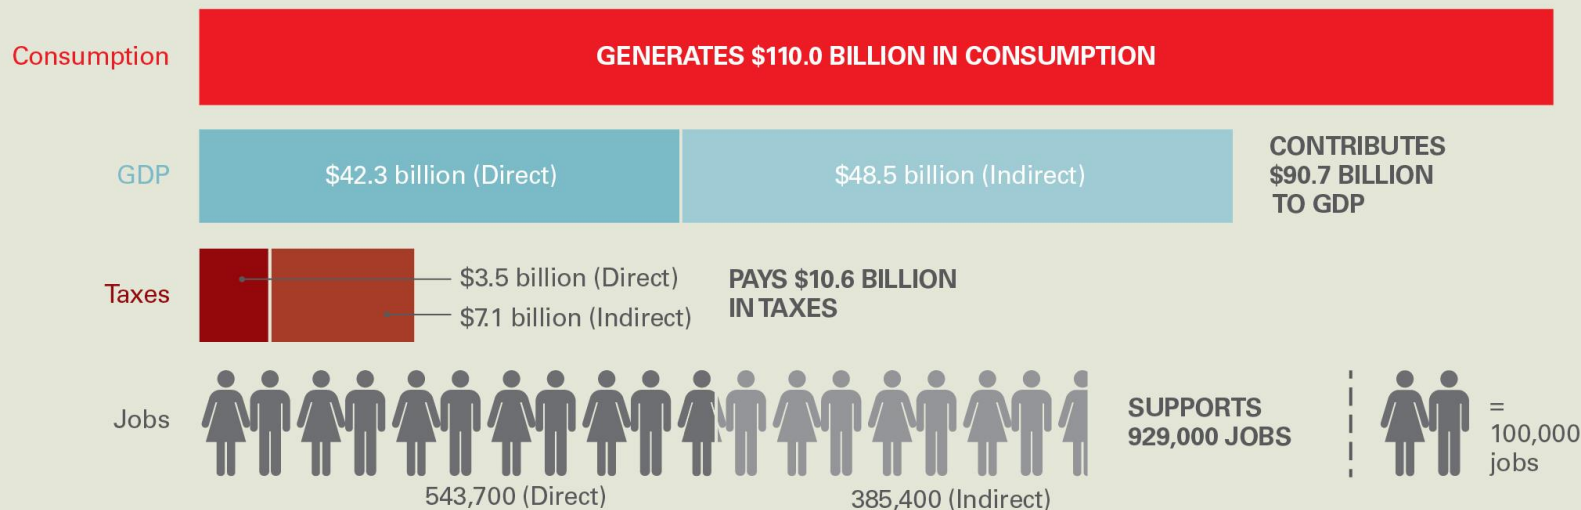 Consumption
GENERATES $110.0 BILLION IN CONSUMPTION
GDP
$42.3 billion (Direct)
$48.5 billion (Indirect)
CONTRIBUTES
$90.7 BILLION
TO GDP
Taxes
$3.5 billion (Direct)
$7.1 billion (Indirect)
PAYS $10.6 BILLION
IN TAXES
Jobs
543,700 (Direct)
385,400 (Indirect)
SUPPORTS
929,000 JOBS
=
100,000
jobs